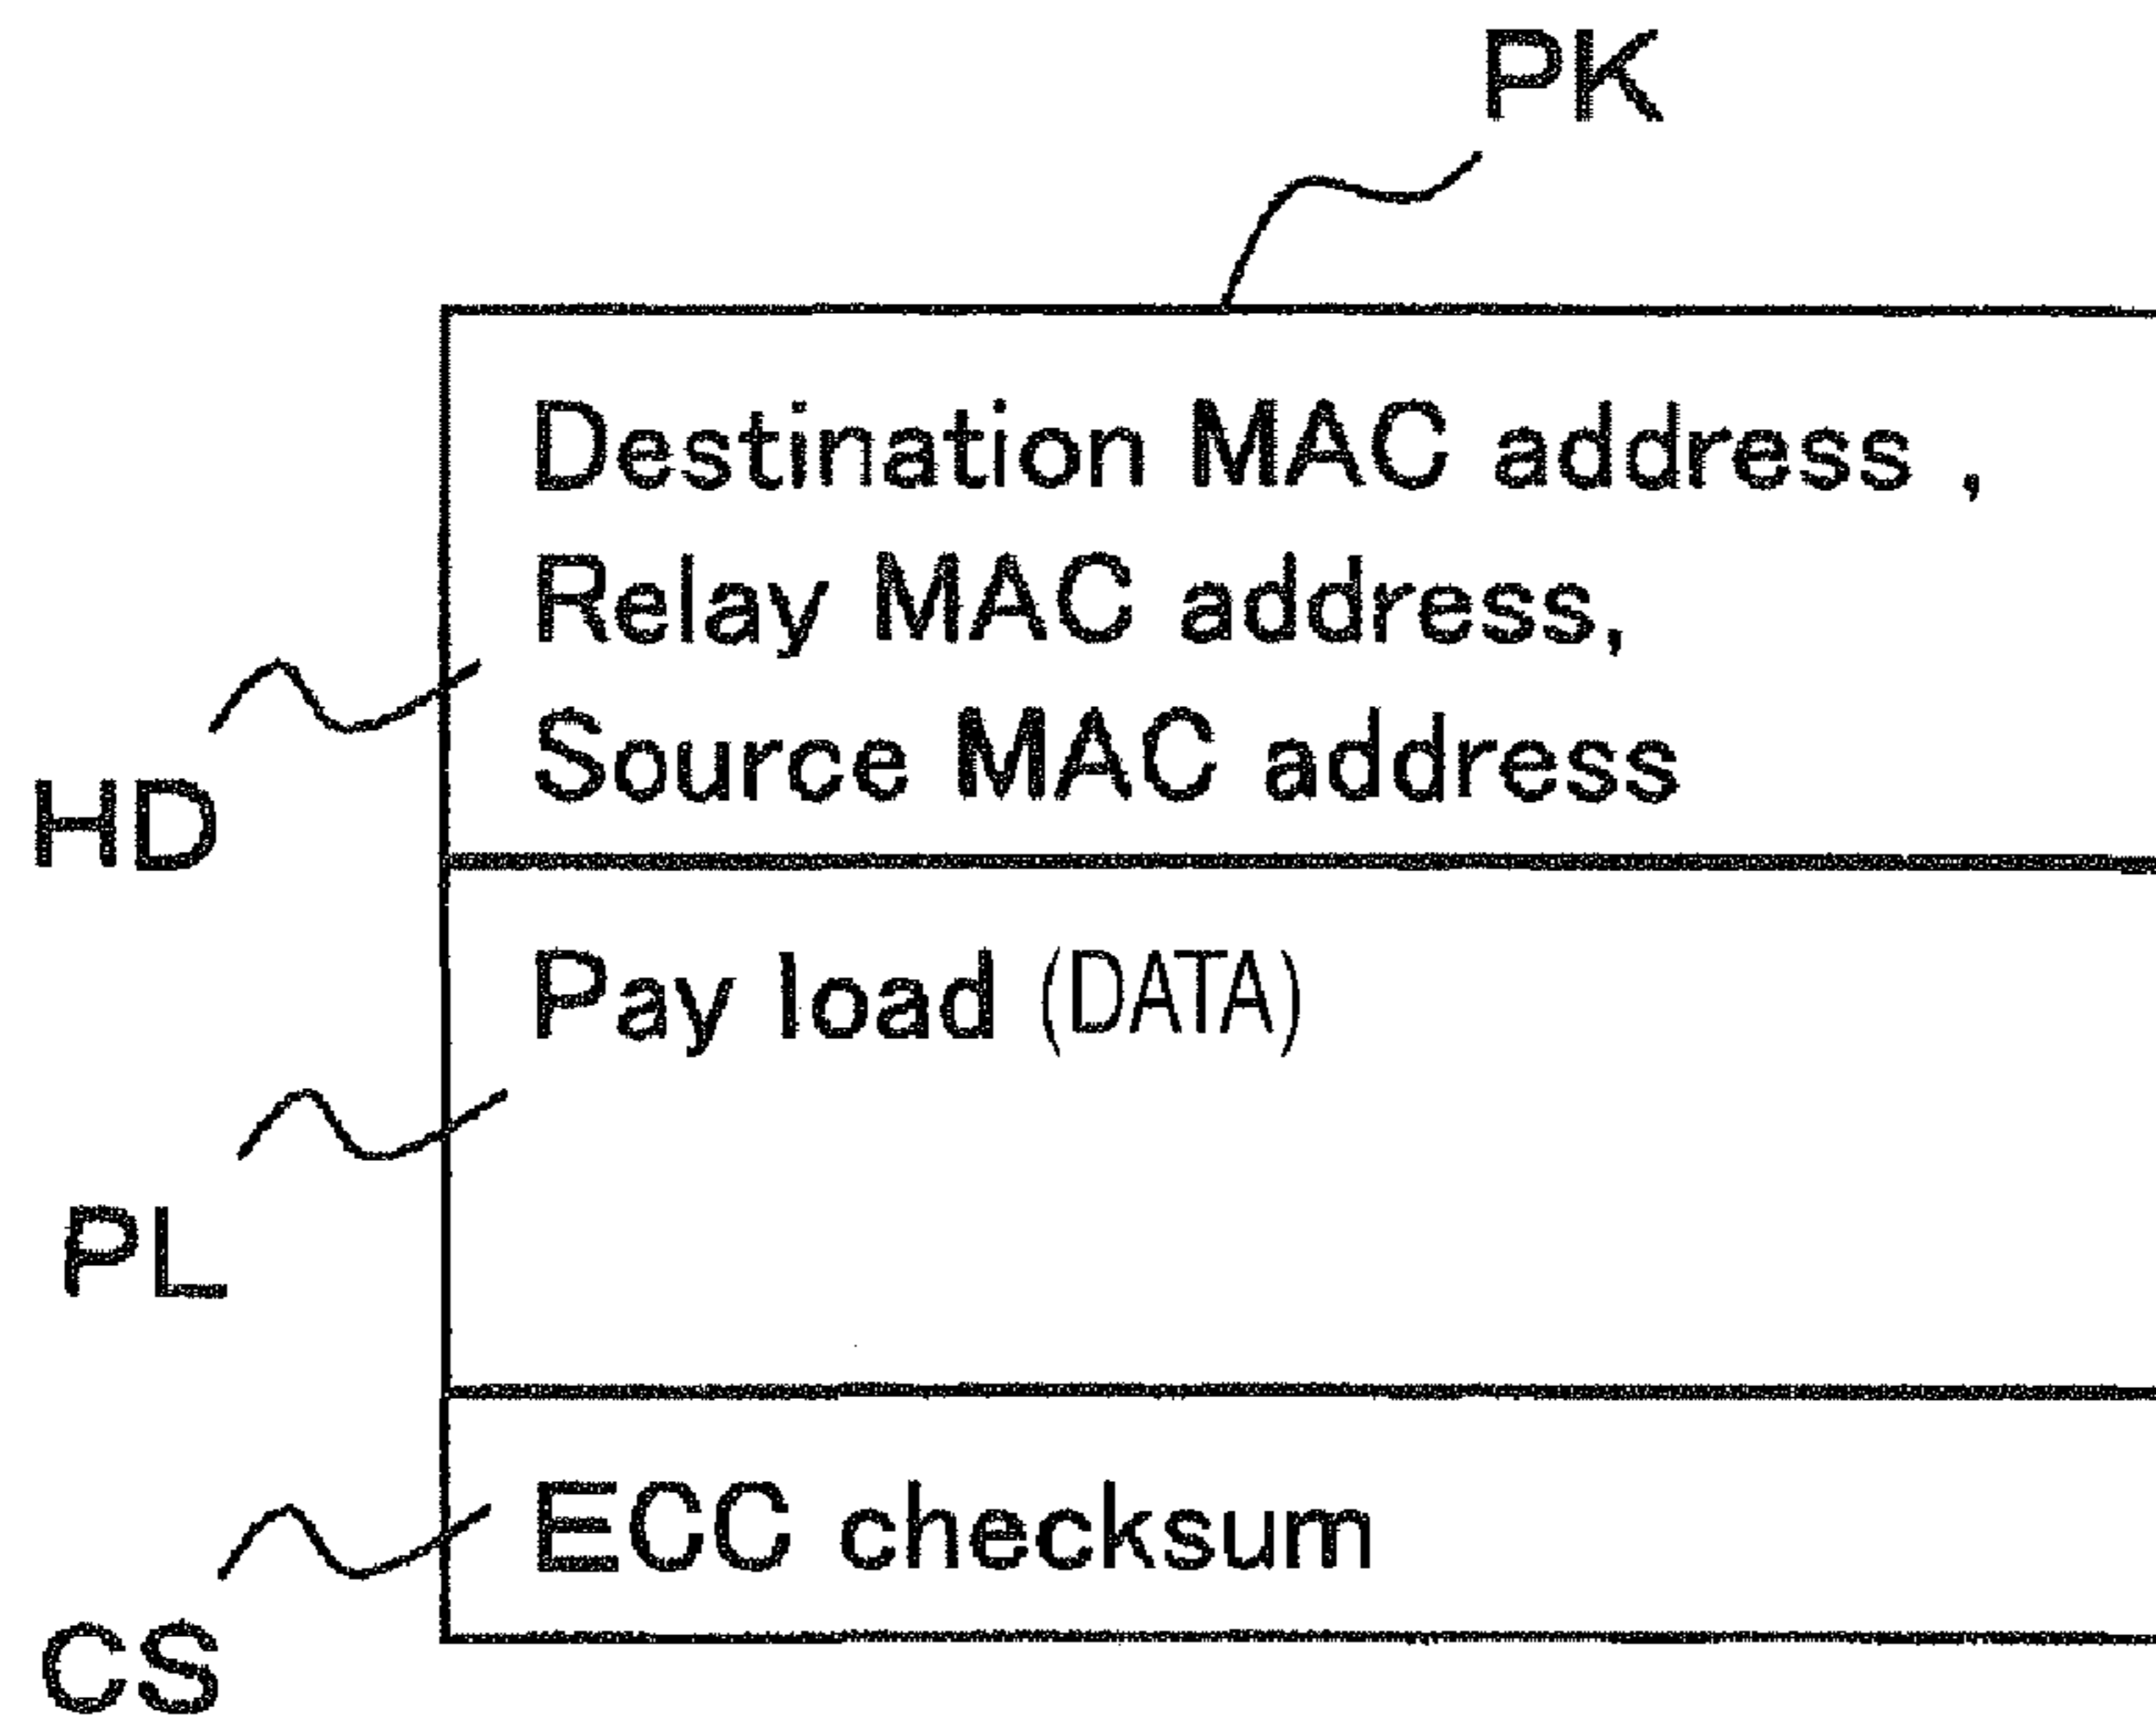 PK
Destination MAC address ,
Relay MAC address,
Source MAC address
HD
Pay load (DATA)
PL
ECC checksum
CS